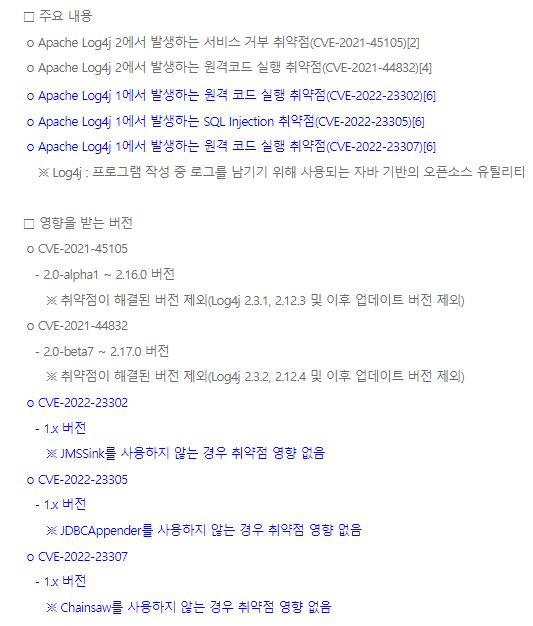 □ 주요 내용
o Apache Log4j 2에서 발생하는 서비스 거부 취약점(CVE-2021-45105)[2]
o Apache Log4j 2에서 발생하는 원격코드 실행 취약점(CVE-2021-44832)[4]
o Apache Log4j 1에서 발생하는 원격 코드 실행 취약점(CVE-2022-23302)[6]
o Apache Log4j 1에서 발생하는 SQL Injection 취약점(CVE-2022-23305)[6]
o Apache Log4j 1에서 발생하는 원격 코드 실행 취약점(CVE-2022-23307)[6]
※ Log4j : 프로그램 작성 중 로그를 남기기 위해 사용되는 자바 기반의 오픈소스 유틸리티
□ 영향을 받는 버전
o CVE-2021-45105
- 2.0-alpha1 ~ 2.16.0 버전
※ 취약점이 해결된 버전 제외(Log4j 2.3.1, 2.12.3 및 이후 업데이트 버전 제외)
o CVE-2021-44832
- 2.0-beta7 ~ 2.17.0 버전
※ 취약점이 해결된 버전 제외(Log4j 2.3.2, 2.12.4 및 이후 업데이트 버전 제외)
o CVE-2022-23302
- 1.x 버전
※ JMSSink를 사용하지 않는 경우 취약점 영향 없음
o CVE-2022-23305
- 1.x 버전
※ JDBCAppender를 사용하지 않는 경우 취약점 영향 없음
o CVE-2022-23307
- 1.x 버전
※ Chainsaw를 사용하지 않는 경우 취약점 영향 없음